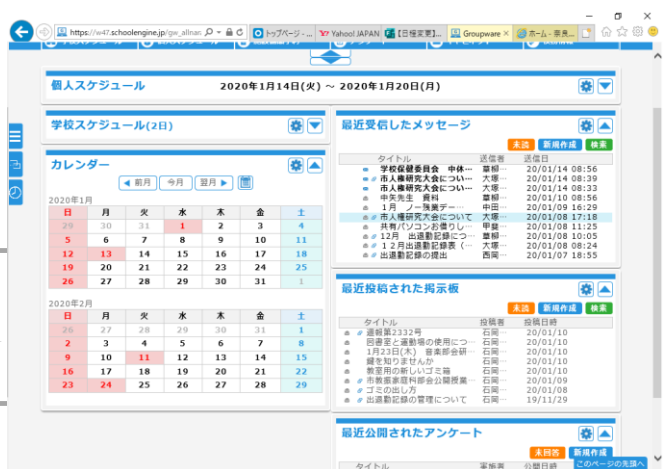 https://w47.schoolengine.jp/gw_allnas
トップページ - ...
Yahoo! JAPAN
【日程変更】...
Groupware
ホーム - 奈良...
個人スケジュール
2020年1月14日(火) ～ 2020年1月20日(月)
学校スケジュール(2日)
カレンダー
前月 今月 翌月
2020年1月
日 月 火 水 木 金 土
29 30 31 1 2 3 4
5 6 7 8 9 10 11
12 13 14 15 16 17 18
19 20 21 22 23 24 25
26 27 28 29 30 31 1
2020年2月
日 月 火 水 木 金 土
26 27 28 29 30 31 1
2 3 4 5 6 7 8
9 10 11 12 13 14 15
16 17 18 19 20 21 22
23 24 25 26 27 28 29
最近受信したメッセージ
未読 新規作成 検索
タイトル 送信者 送信日
学校保健委員会 中休… 草柳… 20/01/14 08:56
市人権研究大会につい… 大塚… 20/01/14 08:39
市人権研究大会につい… 大塚… 20/01/14 08:33
中矢先生 資料 草柳… 20/01/10 08:56
1月 ノー残業デー… 中田… 20/01/09 16:29
市人権研究大会について 大塚… 20/01/08 17:18
共有パソコンお借りし… 甲斐… 20/01/08 11:25
12月 出退勤記録につ… 草柳… 20/01/08 10:05
12月出退勤記録表（… 大塚… 20/01/08 08:24
出退勤記録の提出 西岡… 20/01/07 18:55
最近投稿された掲示板
未読 新規作成 検索
タイトル 投稿者 投稿日時
週報第2332号 石岡… 20/01/10
図書室と運動場の使用につ… 石岡… 20/01/10
1月23日(木) 音楽部会研… 石岡… 20/01/10
鍵を知りませんか 石岡… 20/01/10
教室用の新しいゴミ箱 石岡… 20/01/10
市教振家庭科部会公開授業… 石岡… 20/01/09
ゴミの出し方 石岡… 20/01/08
出退勤記録の管理について 石岡… 19/11/29
最近公開されたアンケート
未回答 新規作成
タイトル 実施者 公開日時
このページの先頭へ